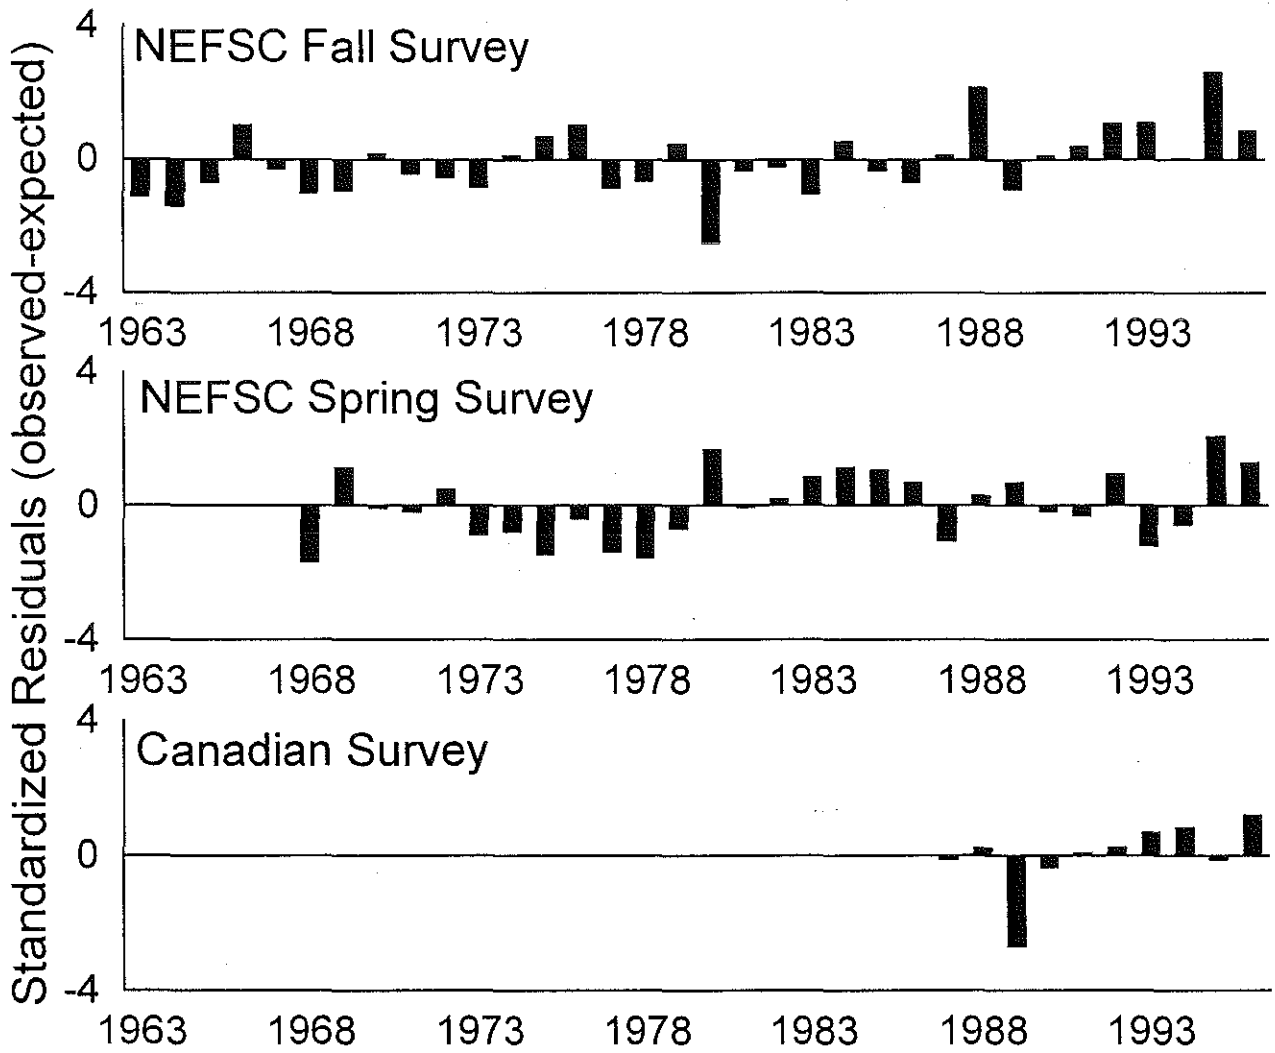 Standardized Residuals (observed-expected)
4
NEFSC Fall Survey
0
-4
1963 1968 1973 1978 1983 1988 1993
4
NEFSC Spring Survey
0
-4
1963 1968 1973 1978 1983 1988 1993
4
Canadian Survey
0
-4
1963 1968 1973 1978 1983 1988 1993